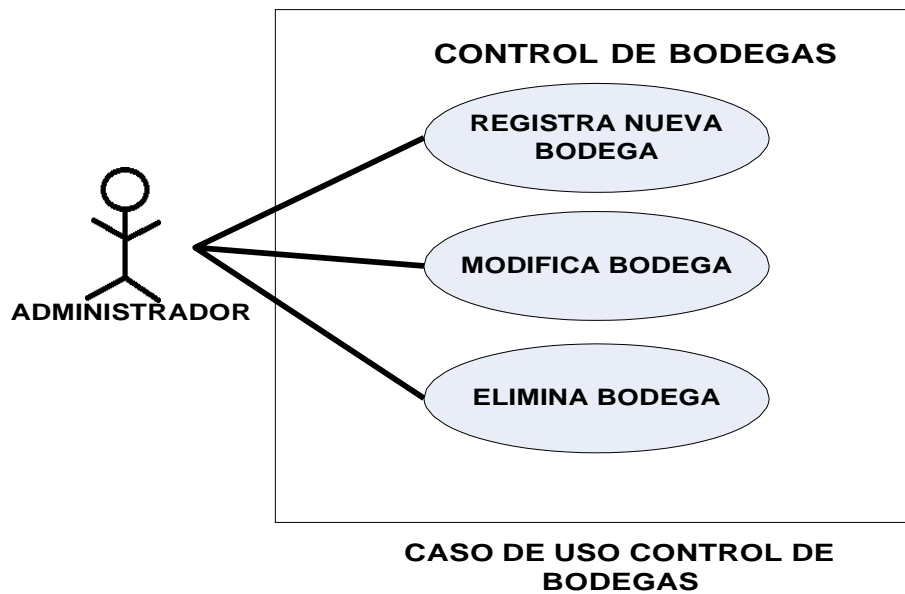 CONTROL DE BODEGAS
REGISTRA NUEVA
BODEGA
MODIFICA BODEGA
ADMINISTRADOR
ELIMINA BODEGA
CASO DE USO CONTROL DE
BODEGAS